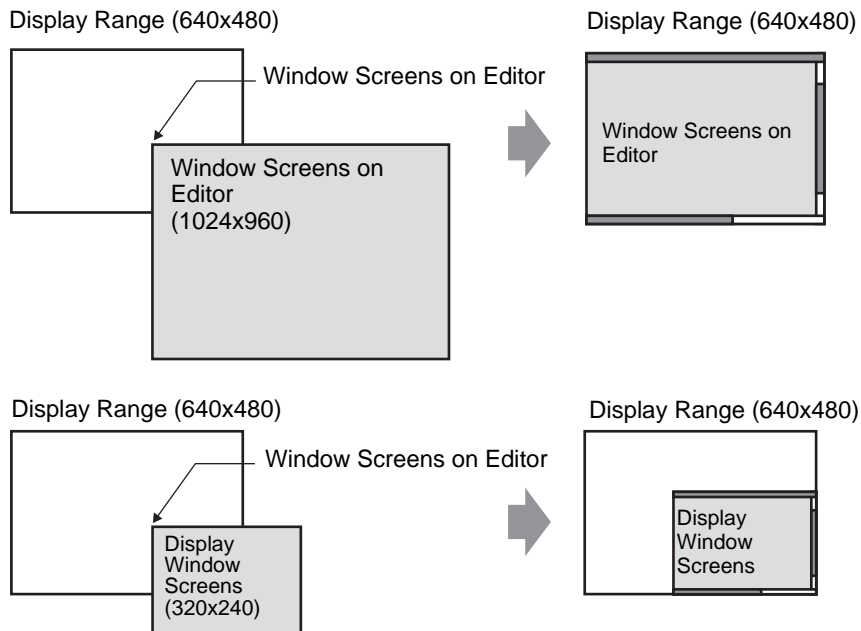 Display Range (640x480)
Display Range (640x480)
Window Screens on Editor
Window Screens on
Editor
(1024x960)
Window Screens on
Editor
Display Range (640x480)
Display Range (640x480)
Window Screens on Editor
Display
Window
Screens
(320x240)
Display
Window
Screens